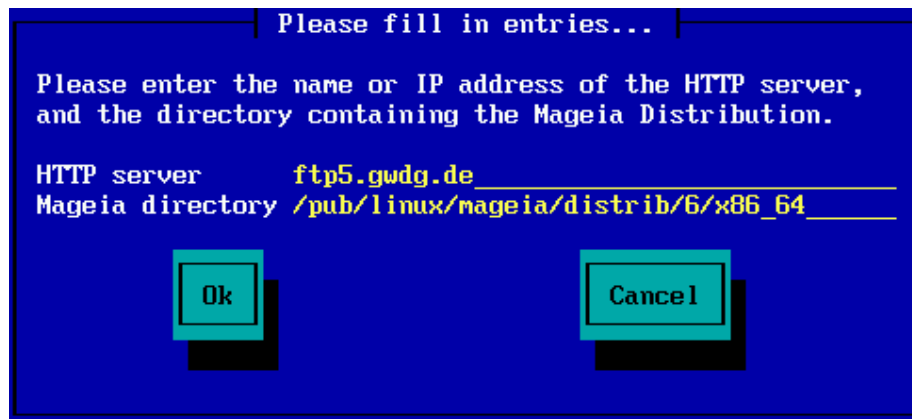 Please fill in entries...
Please enter the name or IP address of the HTTP server,
and the directory containing the Mageia Distribution.
HTTP server ftp5.gwdg.de
Mageia directory /pub/linux/mageia/distrib/6/x86_64
Ok Cancel